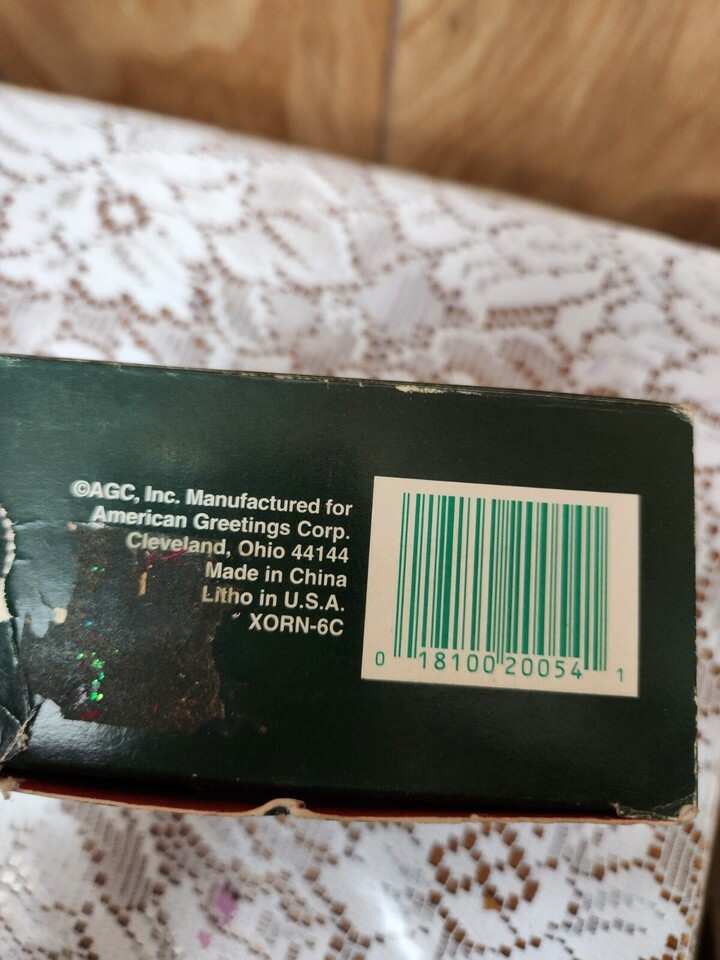 ©AGC, Inc. Manufactured for
American Greetings Corp.
Cleveland, Ohio 44144
Made in China
Litho in U.S.A.
XORN-6C
0 18100 20054 1